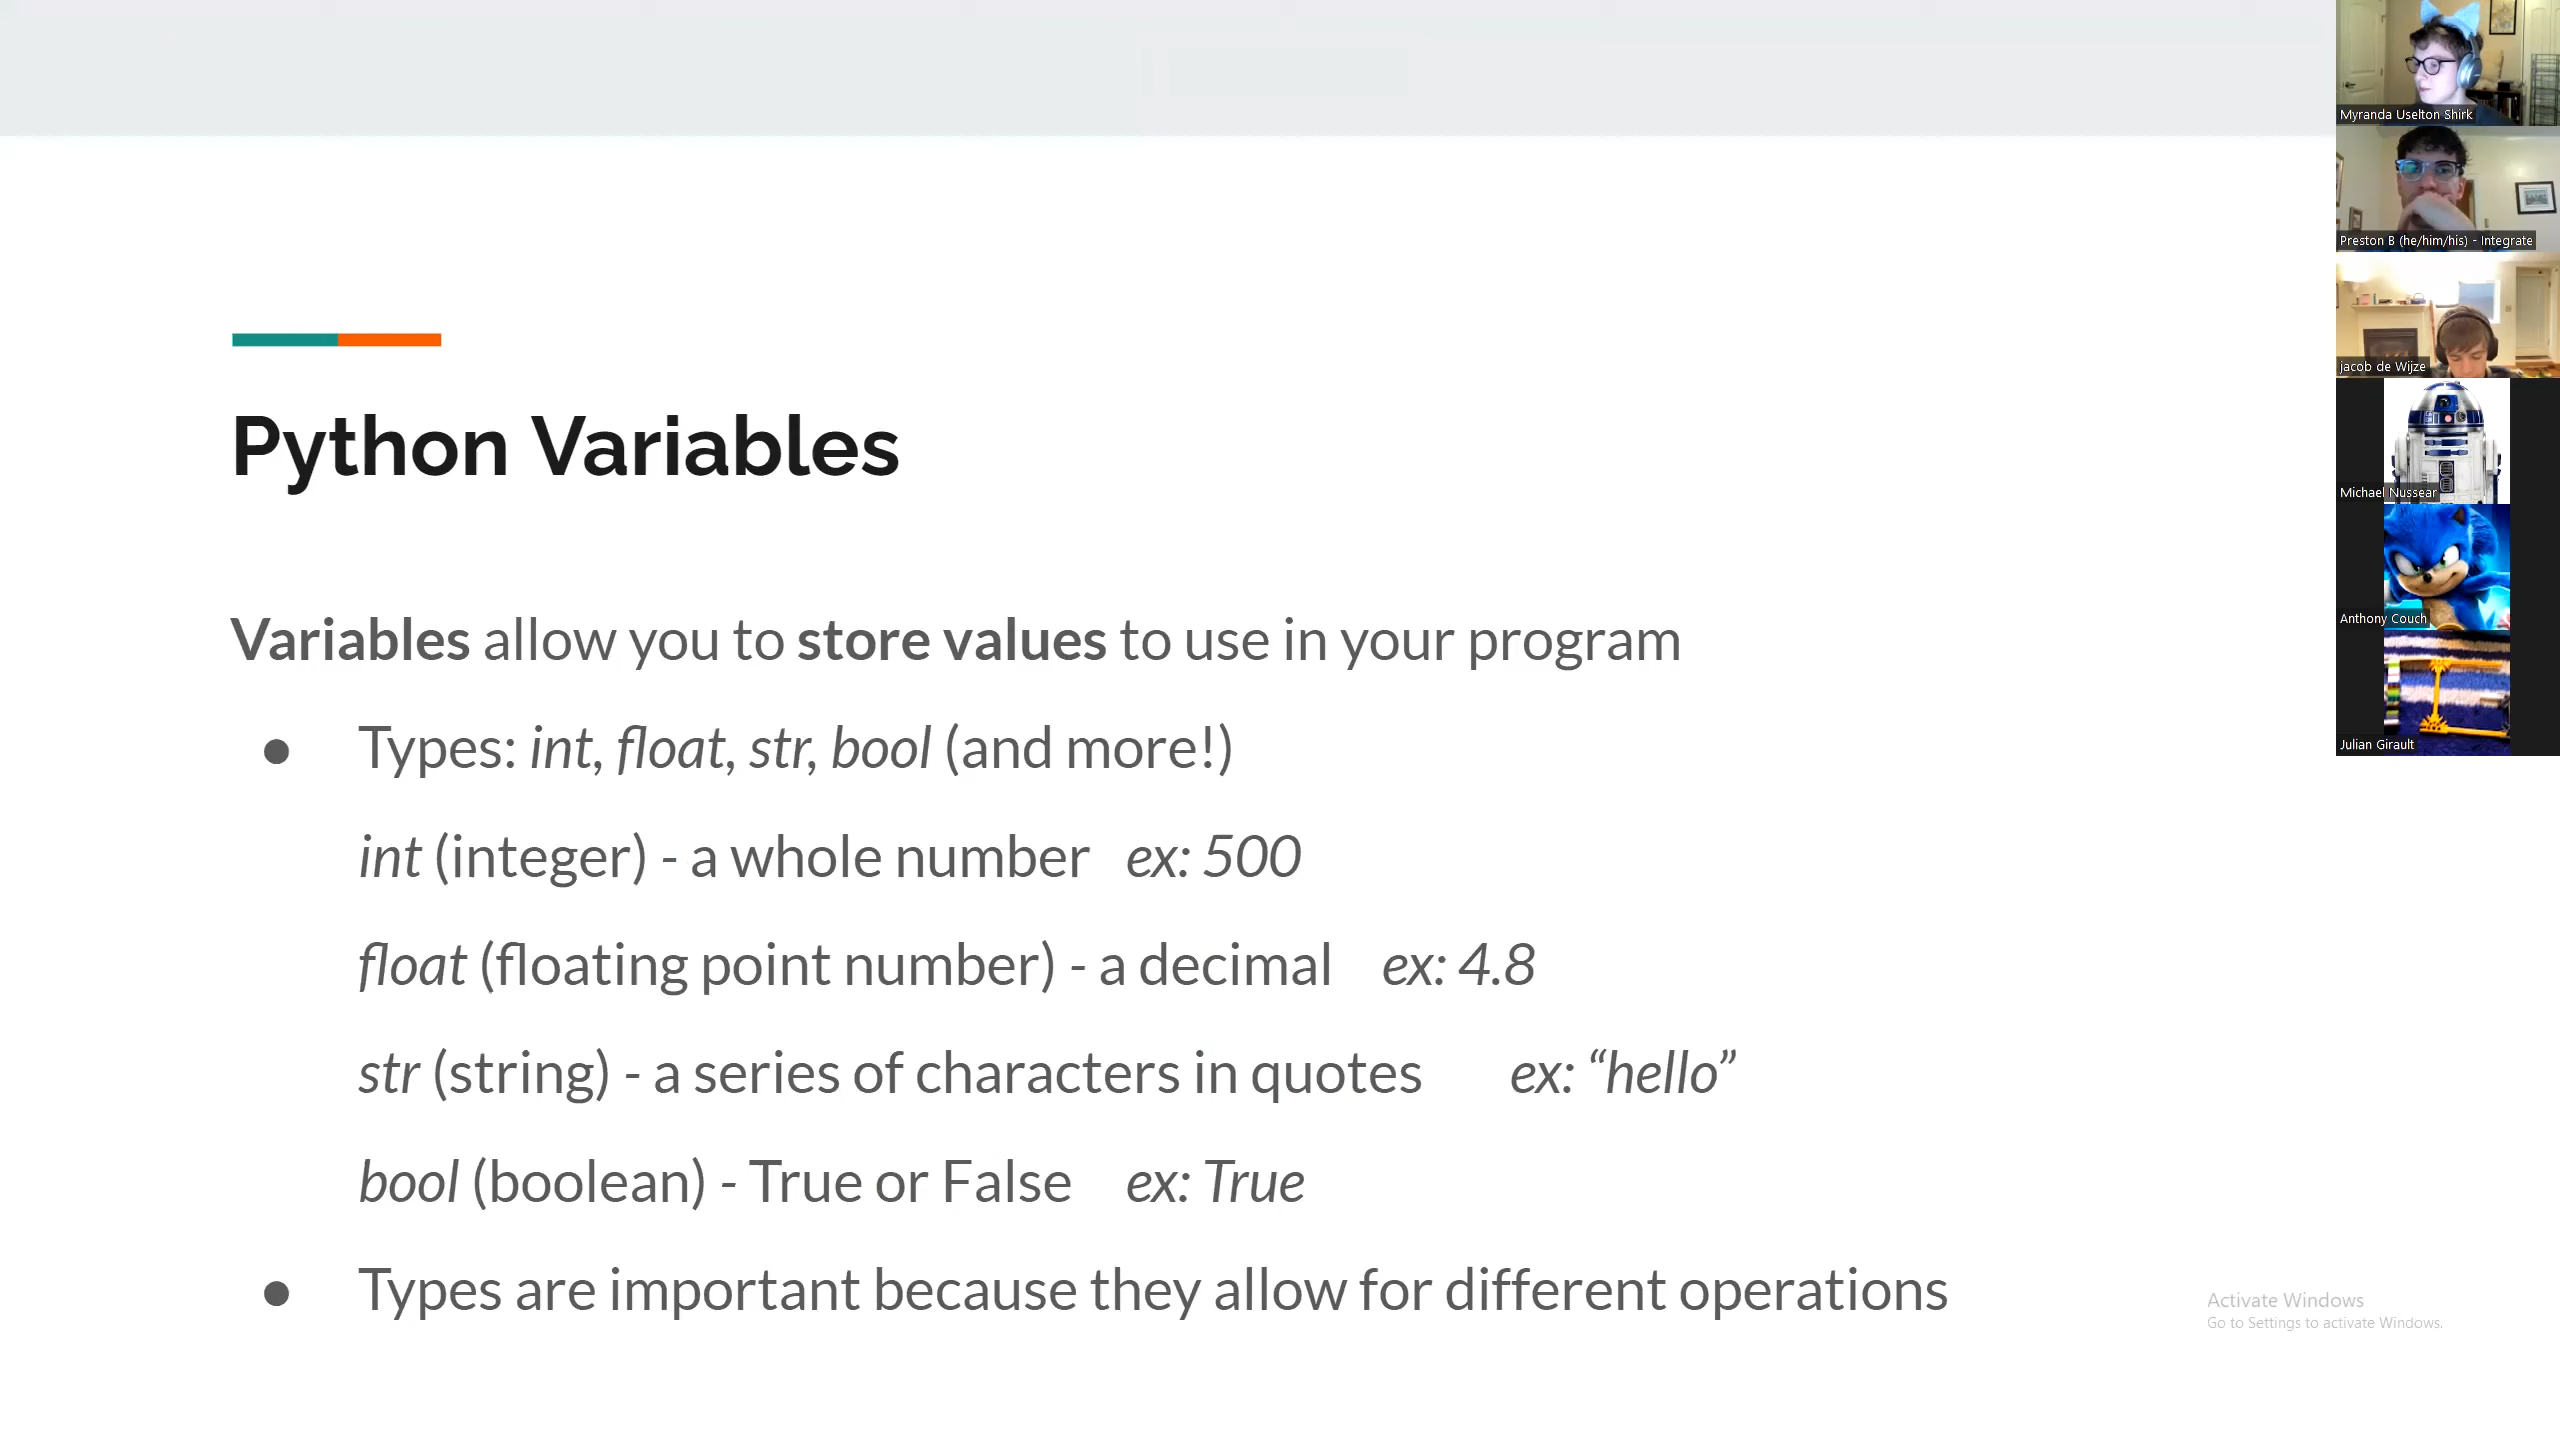 Python Variables
Variables allow you to store values to use in your program
● Types: int, float, str, bool (and more!)
int (integer) - a whole number ex: 500
float (floating point number) - a decimal ex: 4.8
str (string) - a series of characters in quotes ex: “hello”
bool (boolean) - True or False ex: True
● Types are important because they allow for different operations
Myranda Uselton Shirk
Preston B (he/him/his) - Integrate
jacob de Wijze
Michael Nussear
Anthony Couch
Julian Girault
Activate Windows
Go to Settings to activate Windows.